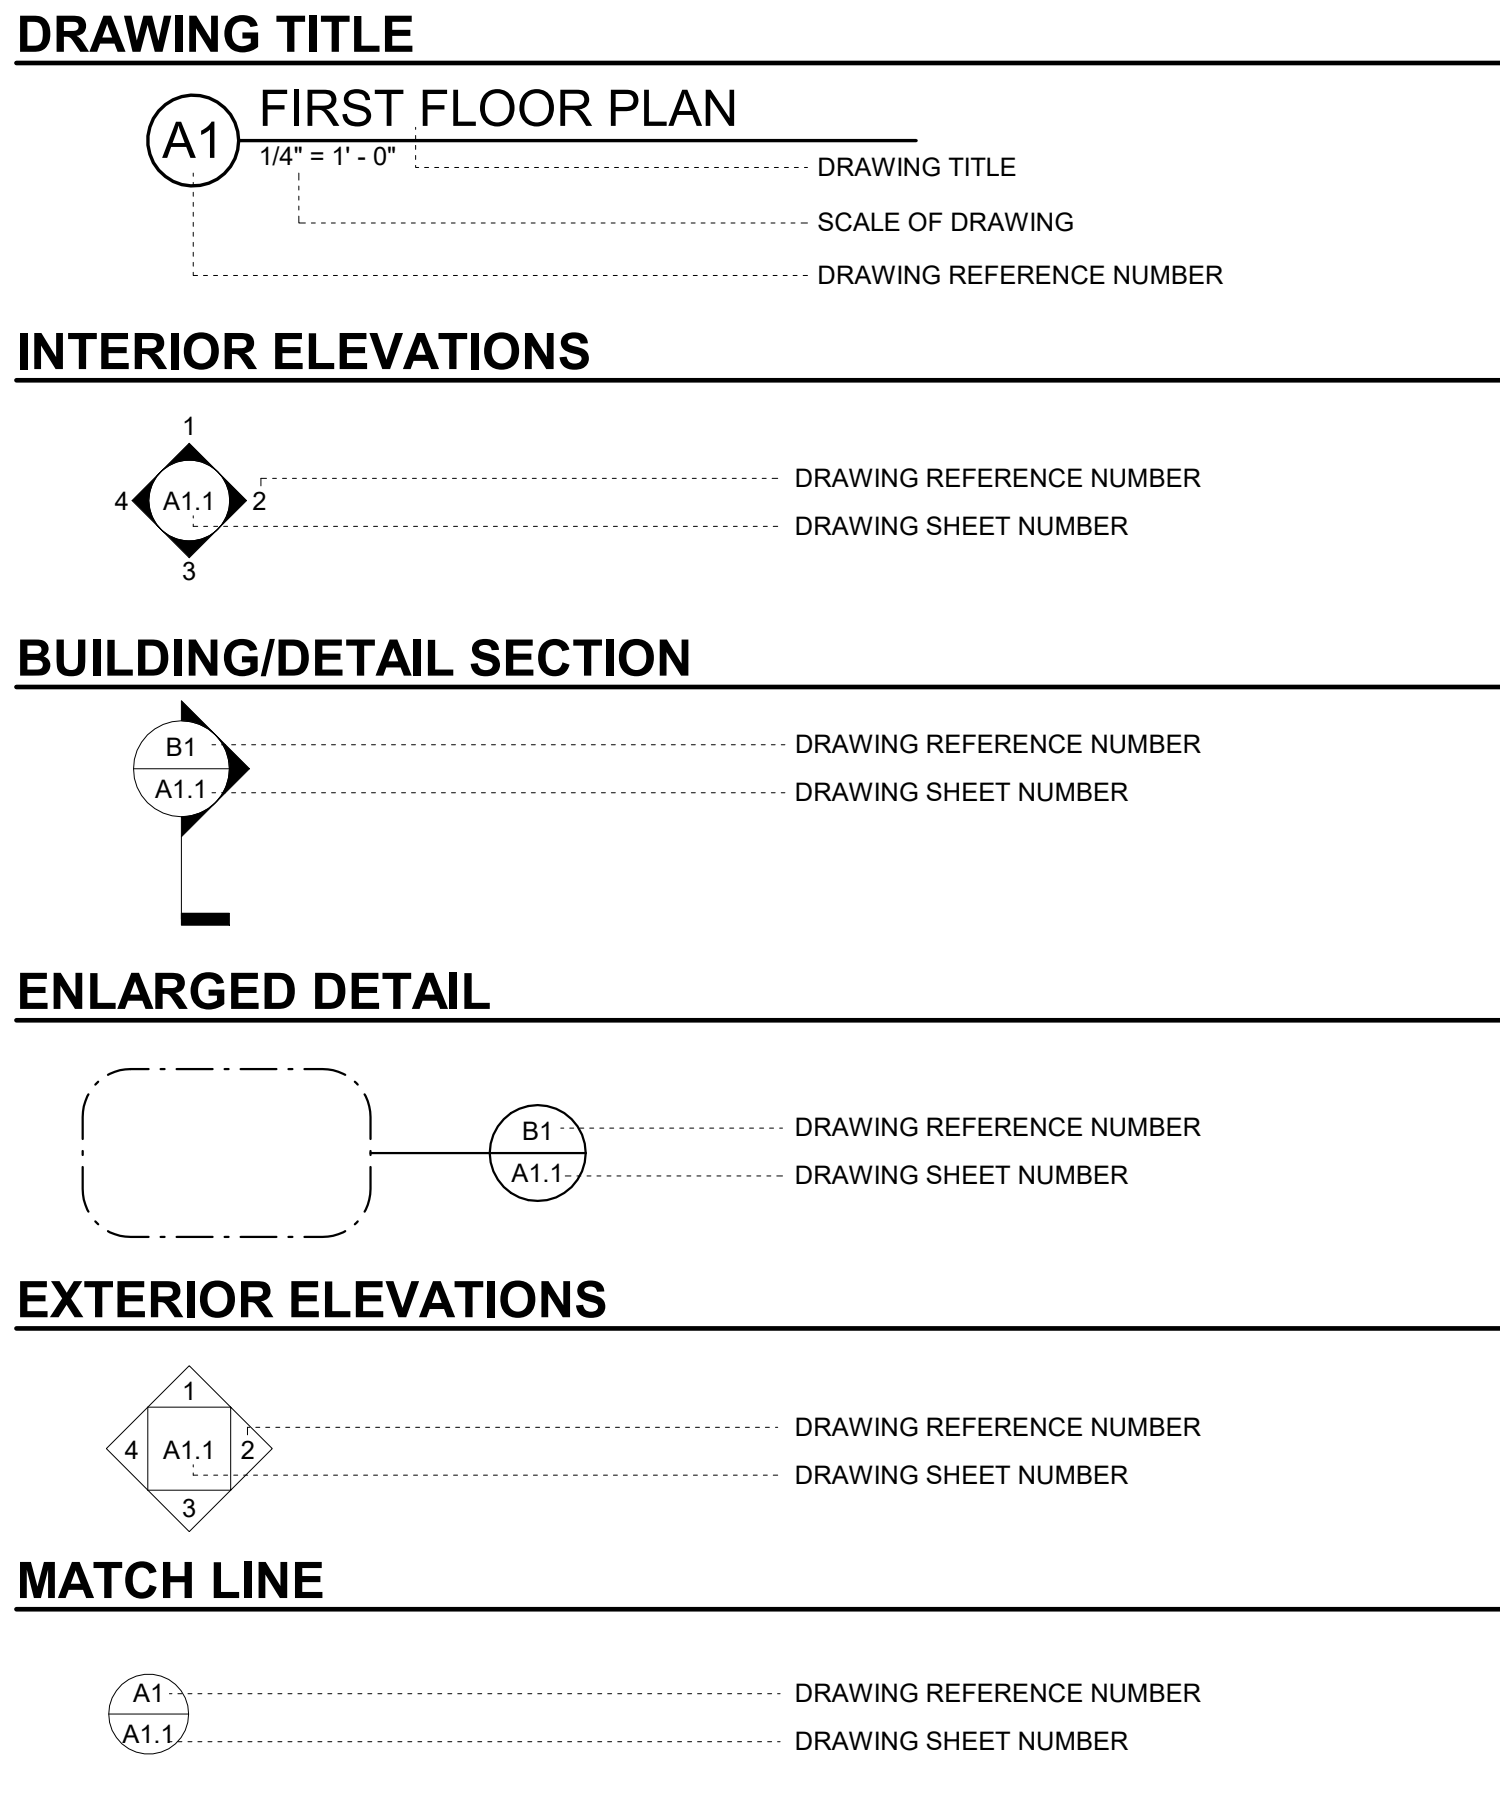 DRAWING TITLE
A1
FIRST FLOOR PLAN
1/4" = 1' - 0"
DRAWING TITLE
SCALE OF DRAWING
DRAWING REFERENCE NUMBER
INTERIOR ELEVATIONS
1
4 A1.1 2
3
DRAWING REFERENCE NUMBER
DRAWING SHEET NUMBER
BUILDING/DETAIL SECTION
B1
A1.1
DRAWING REFERENCE NUMBER
DRAWING SHEET NUMBER
ENLARGED DETAIL
B1
A1.1
DRAWING REFERENCE NUMBER
DRAWING SHEET NUMBER
EXTERIOR ELEVATIONS
1
4 A1.1 2
3
DRAWING REFERENCE NUMBER
DRAWING SHEET NUMBER
MATCH LINE
A1
A1.1
DRAWING REFERENCE NUMBER
DRAWING SHEET NUMBER